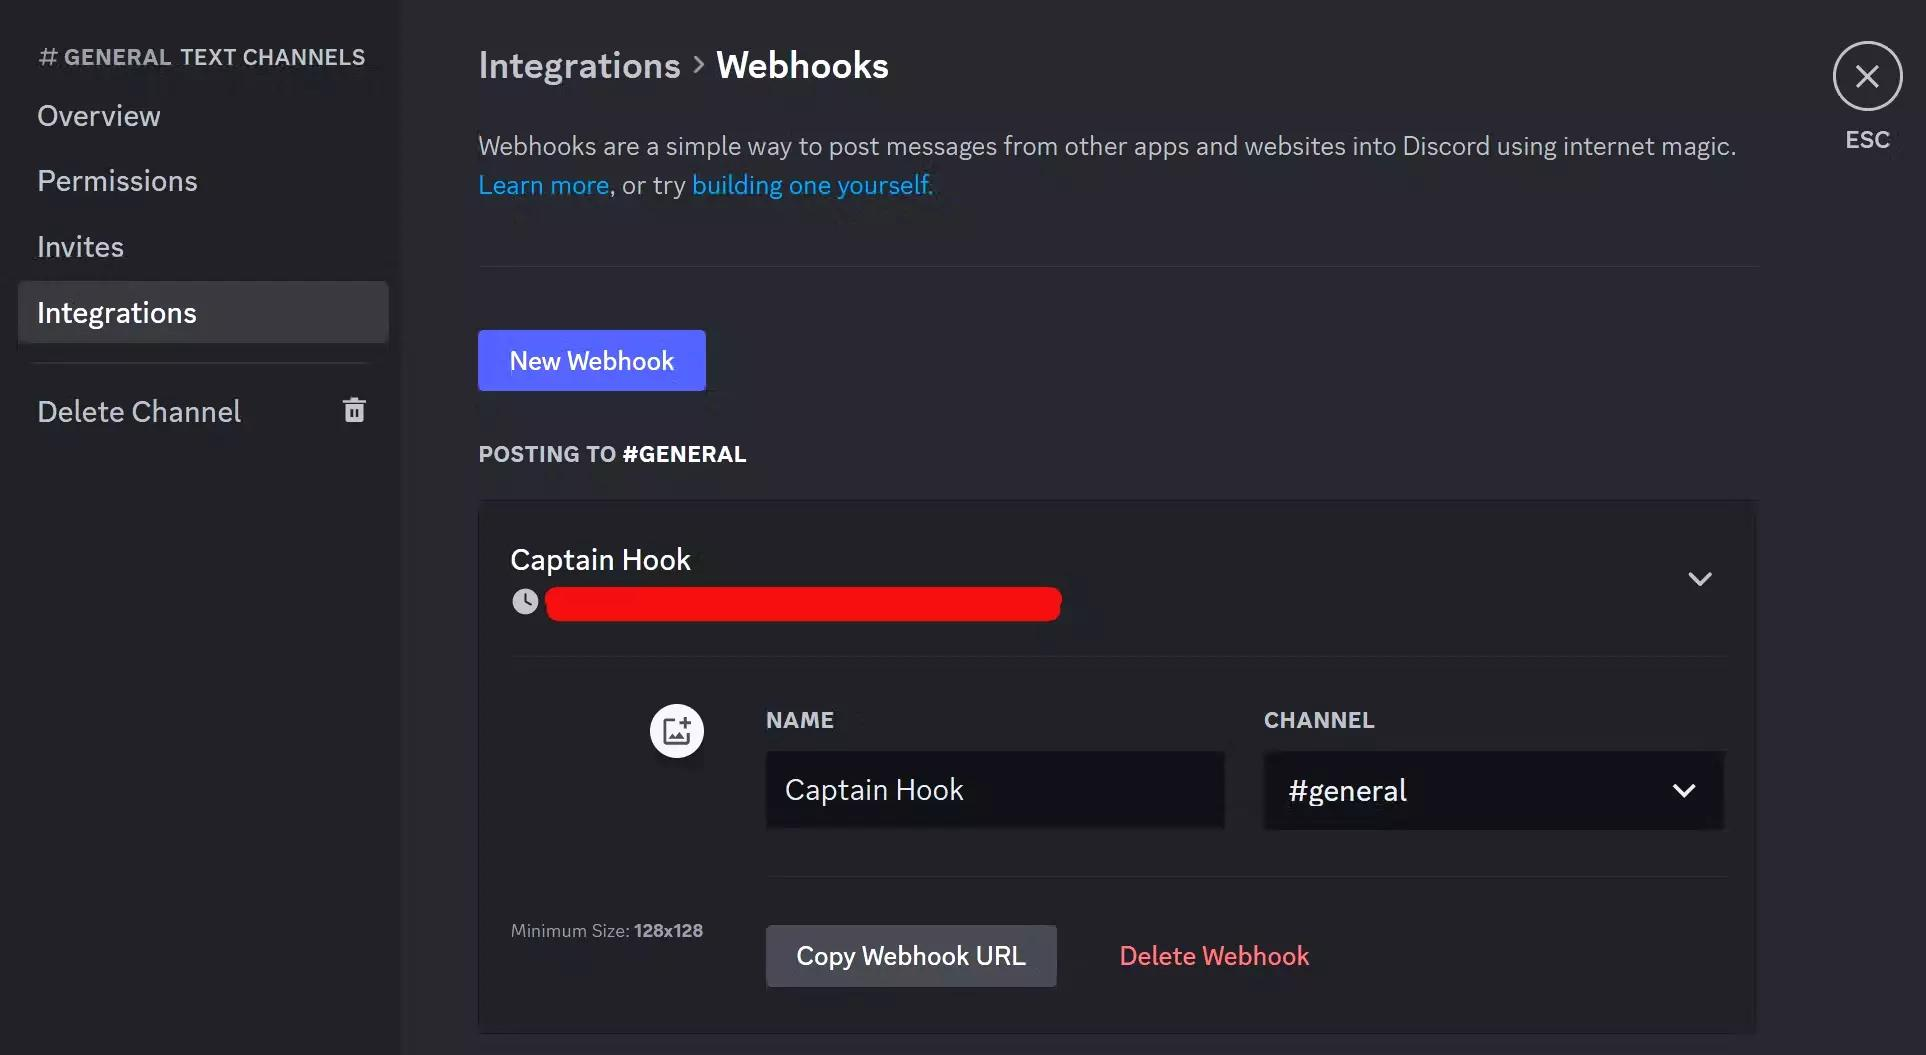 # GENERAL TEXT CHANNELS
Overview
Permissions
Invites
Integrations
Delete Channel
Integrations > Webhooks
Webhooks are a simple way to post messages from other apps and websites into Discord using internet magic.
Learn more, or try building one yourself.
ESC
New Webhook
POSTING TO #GENERAL
Captain Hook
NAME
CHANNEL
Captain Hook
#general
Minimum Size: 128x128
Copy Webhook URL
Delete Webhook